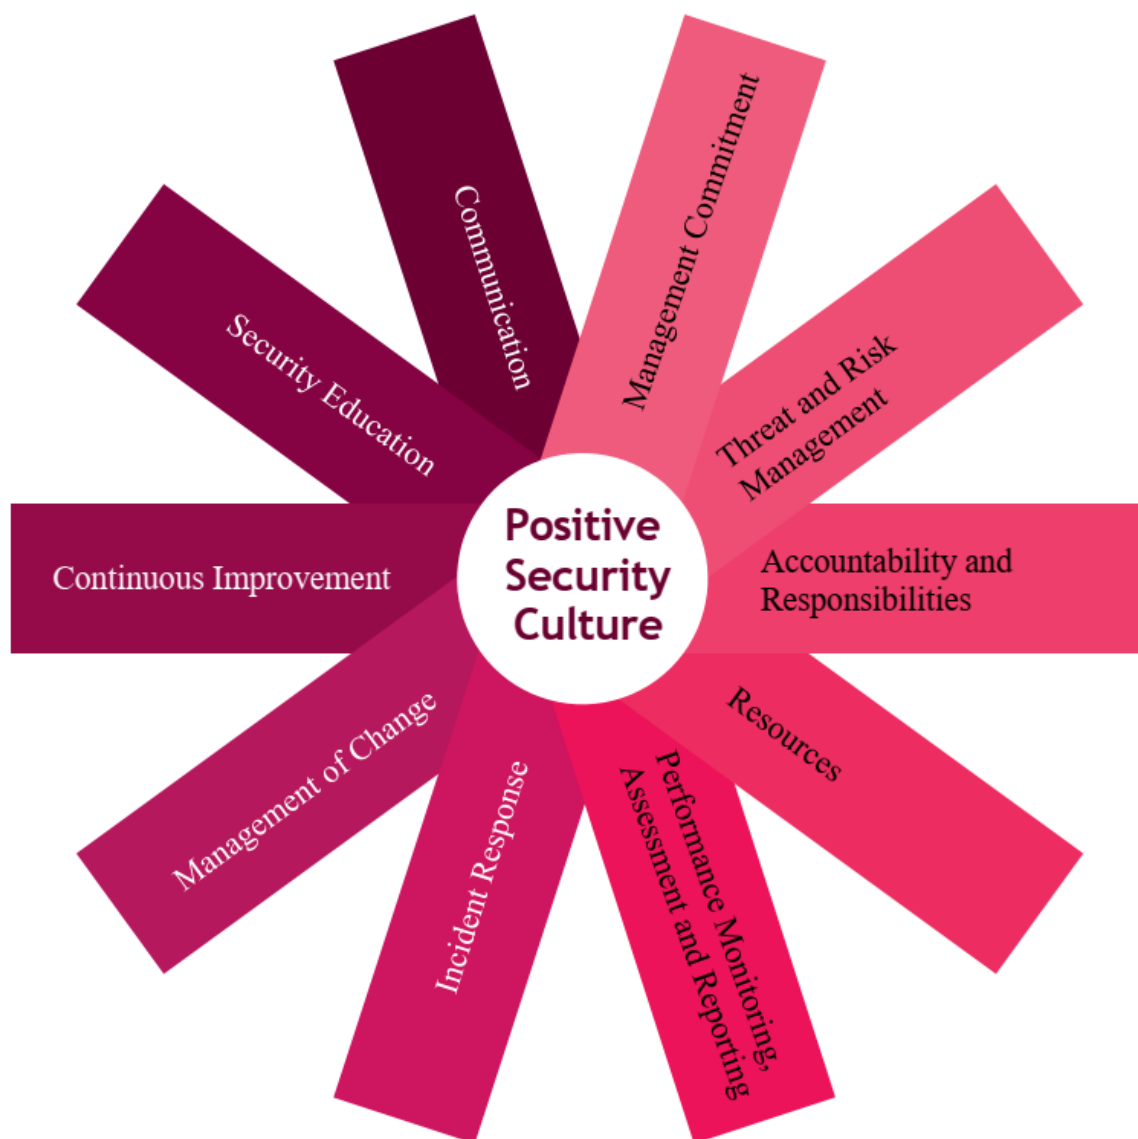 Positive
Security
Culture
Management Commitment
Threat and Risk
Management
Accountability and
Responsibilities
Resources
Performance Monitoring,
Assessment and Reporting
Incident Response
Management of Change
Continuous Improvement
Security Education
Communication